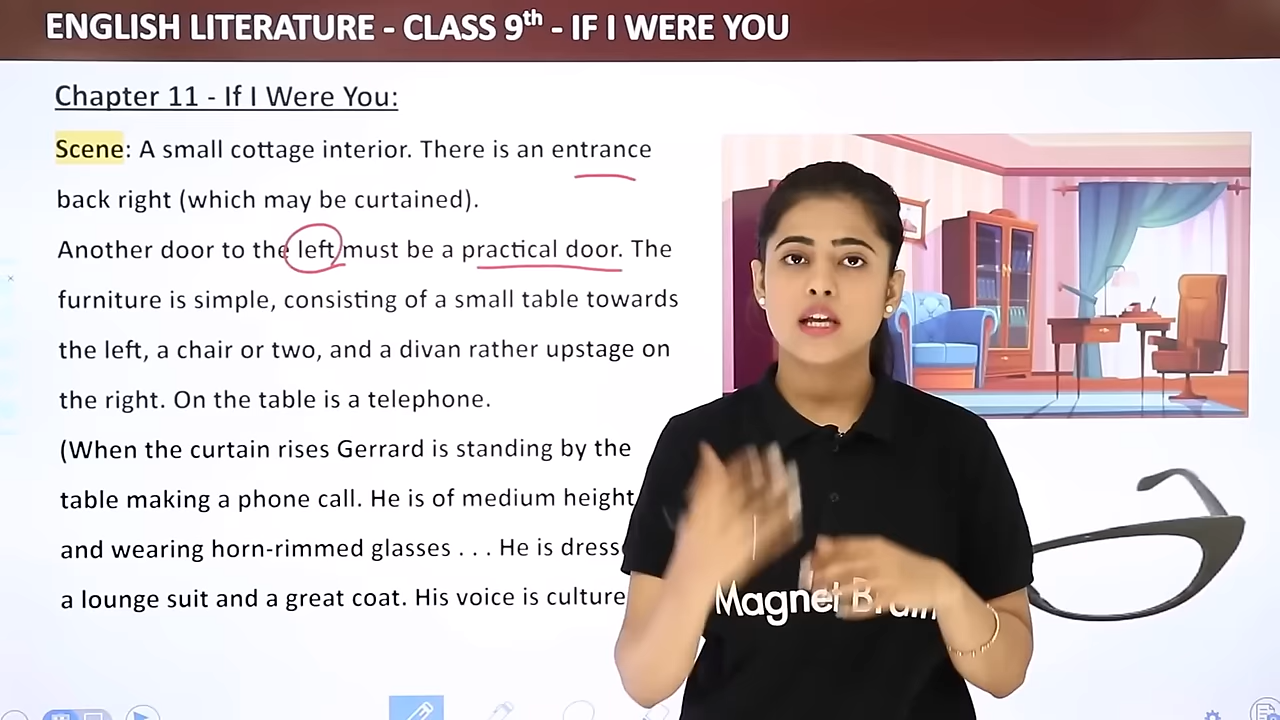 ENGLISH LITERATURE - CLASS 9th - IF I WERE YOU
Chapter 11 - If I Were You:
Scene: A small cottage interior. There is an entrance
back right (which may be curtained).
Another door to the left must be a practical door. The
furniture is simple, consisting of a small table towards
the left, a chair or two, and a divan rather upstage on
the right. On the table is a telephone.
(When the curtain rises Gerrard is standing by the
table making a phone call. He is of medium height
and wearing horn-rimmed glasses . . . He is
a lounge suit and a great coat. His voice is
Magnet